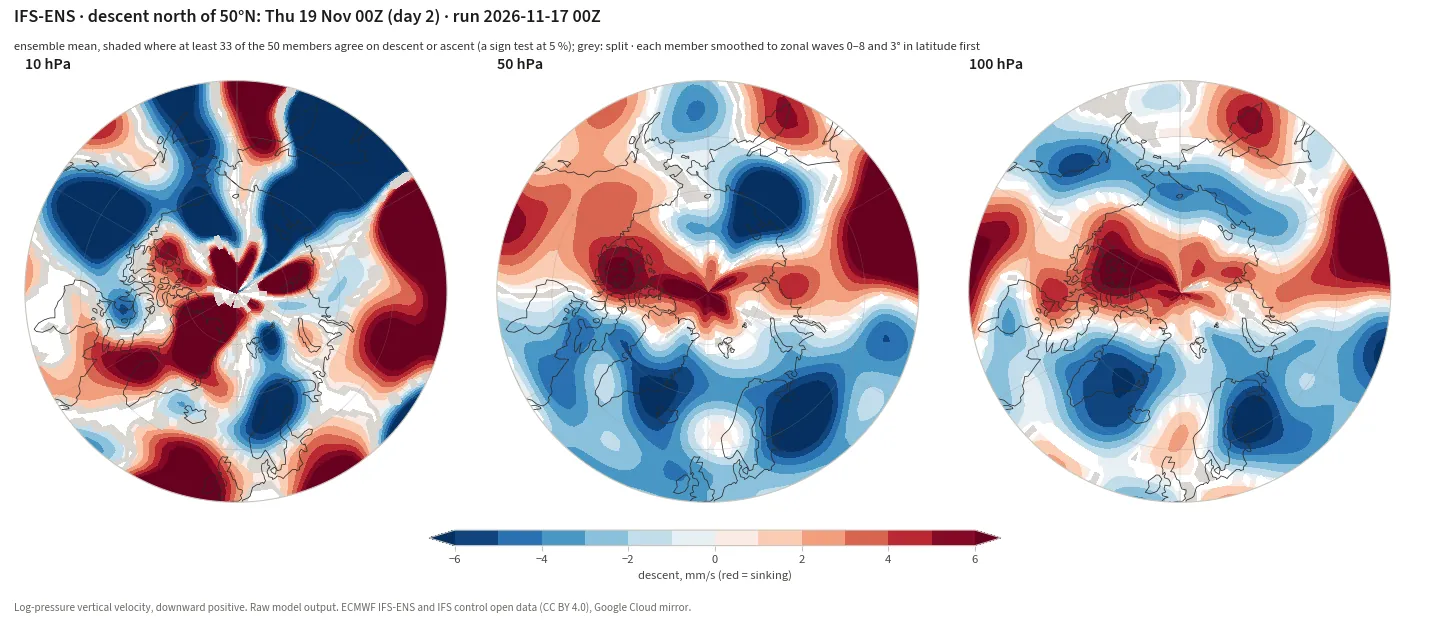 IFS-ENS · descent north of 50°N: Thu 19 Nov 00Z (day 2) · run 2026-11-17 00Z
ensemble mean, shaded where at least 33 of the 50 members agree on descent or ascent (a sign test at 5 %); grey: split · each member smoothed to zonal waves 0–8 and 3° in latitude first
10 hPa
50 hPa
100 hPa
−6 −4 −2 0 2 4 6
descent, mm/s (red = sinking)
Log-pressure vertical velocity, downward positive. Raw model output. ECMWF IFS-ENS and IFS control open data (CC BY 4.0), Google Cloud mirror.